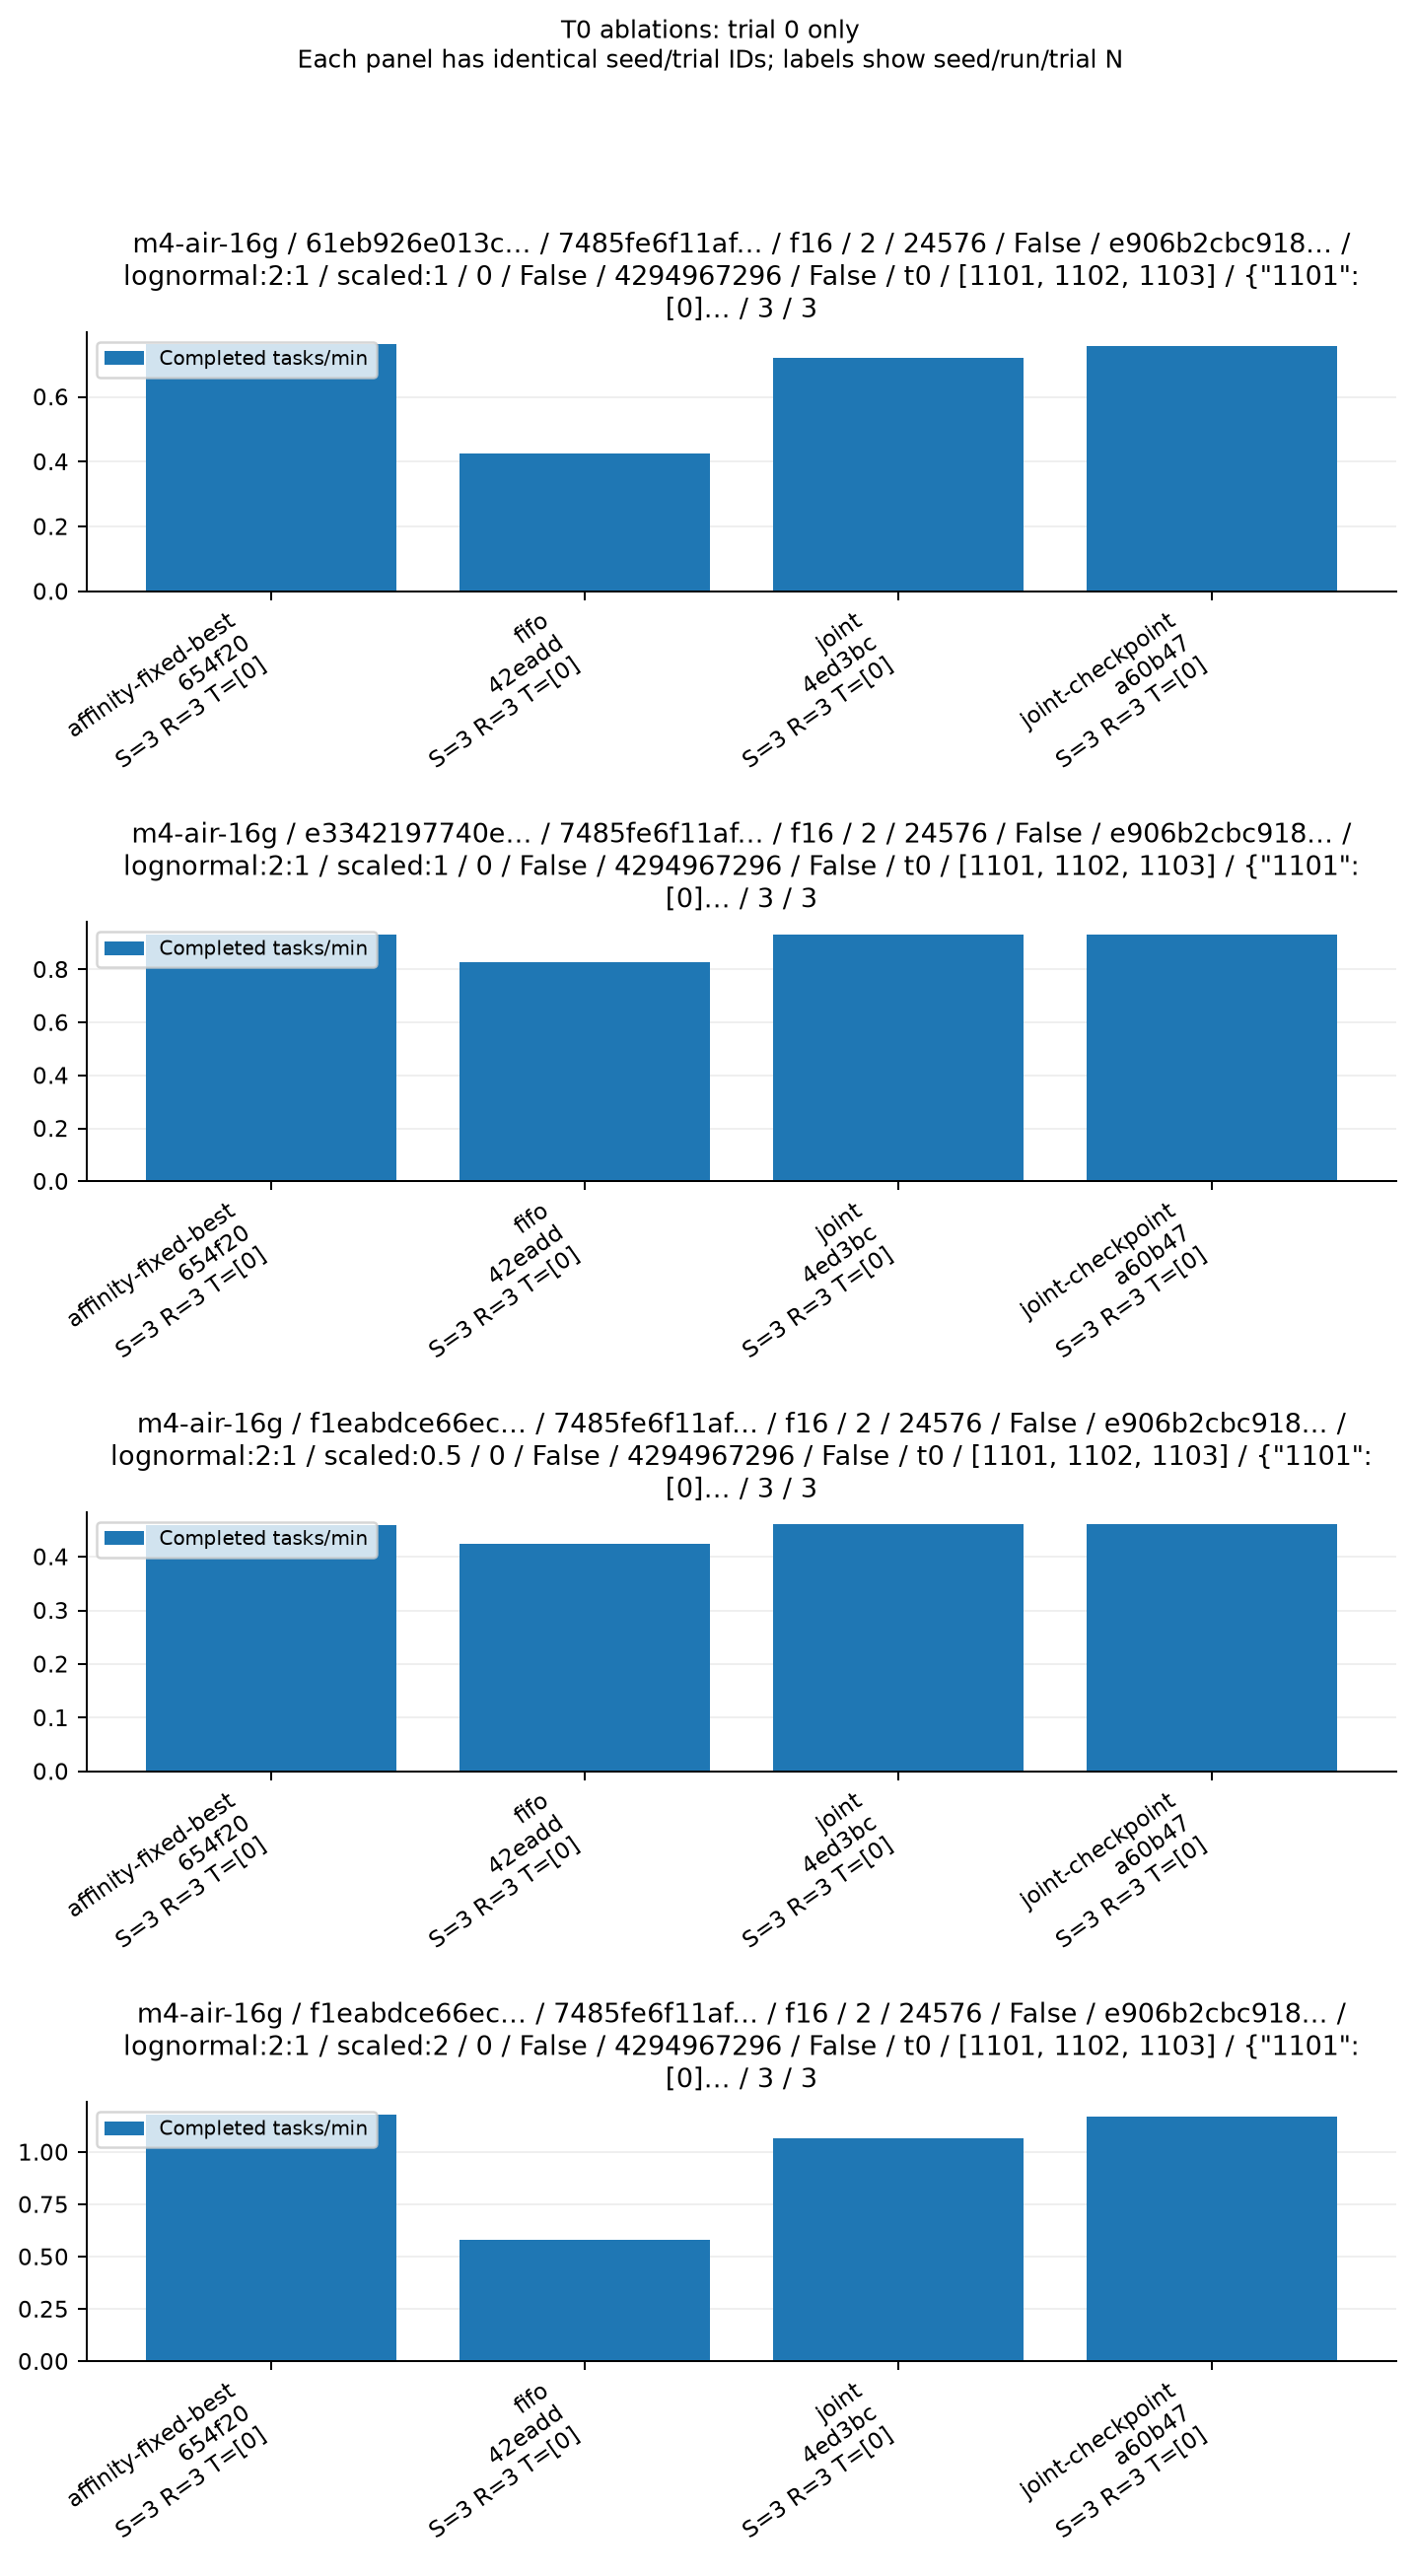 T0 ablations: trial 0 only
Each panel has identical seed/trial IDs; labels show seed/run/trial N
m4-air-16g / 61eb926e013c... / 7485fe6f11af... / f16 / 2 / 24576 / False / e906b2cbc918... /
lognormal:2:1 / scaled:1 / 0 / False / 4294967296 / False / t0 / [1101, 1102, 1103] / {"1101":
[0]... / 3 / 3
Completed tasks/min
0.6
0.4
0.2
0.0
affinity-fixed-best
654f20
S=3 R=3 T=[0]
fifo
42eadd
S=3 R=3 T=[0]
joint
4ed3bc
S=3 R=3 T=[0]
joint-checkpoint
a60b47
S=3 R=3 T=[0]
m4-air-16g / e3342197740e... / 7485fe6f11af... / f16 / 2 / 24576 / False / e906b2cbc918... /
lognormal:2:1 / scaled:1 / 0 / False / 4294967296 / False / t0 / [1101, 1102, 1103] / {"1101":
[0]... / 3 / 3
Completed tasks/min
0.8
0.6
0.4
0.2
0.0
affinity-fixed-best
654f20
S=3 R=3 T=[0]
fifo
42eadd
S=3 R=3 T=[0]
joint
4ed3bc
S=3 R=3 T=[0]
joint-checkpoint
a60b47
S=3 R=3 T=[0]
m4-air-16g / f1eabdce66ec... / 7485fe6f11af... / f16 / 2 / 24576 / False / e906b2cbc918... /
lognormal:2:1 / scaled:0.5 / 0 / False / 4294967296 / False / t0 / [1101, 1102, 1103] / {"1101":
[0]... / 3 / 3
Completed tasks/min
0.4
0.3
0.2
0.1
0.0
affinity-fixed-best
654f20
S=3 R=3 T=[0]
fifo
42eadd
S=3 R=3 T=[0]
joint
4ed3bc
S=3 R=3 T=[0]
joint-checkpoint
a60b47
S=3 R=3 T=[0]
m4-air-16g / f1eabdce66ec... / 7485fe6f11af... / f16 / 2 / 24576 / False / e906b2cbc918... /
lognormal:2:1 / scaled:2 / 0 / False / 4294967296 / False / t0 / [1101, 1102, 1103] / {"1101":
[0]... / 3 / 3
Completed tasks/min
1.00
0.75
0.50
0.25
0.00
affinity-fixed-best
654f20
S=3 R=3 T=[0]
fifo
42eadd
S=3 R=3 T=[0]
joint
4ed3bc
S=3 R=3 T=[0]
joint-checkpoint
a60b47
S=3 R=3 T=[0]